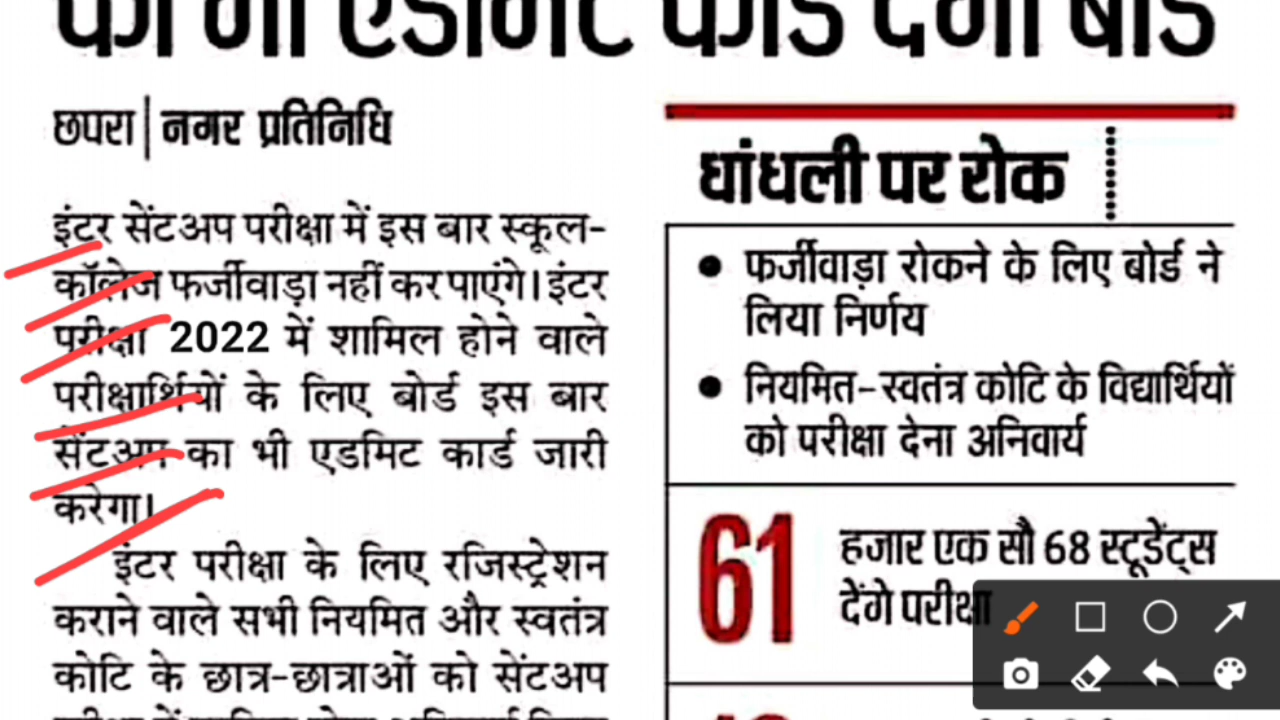 का भी एडमिट कार्ड देगा बोर्ड
छपरा | नगर प्रतिनिधि
इंटर सेंटअप परीक्षा में इस बार स्कूल-
कॉलेज फर्जीवाड़ा नहीं कर पाएंगे। इंटर
परीक्षा 2022 में शामिल होने वाले
परीक्षार्थियों के लिए बोर्ड इस बार
सेंटअप का भी एडमिट कार्ड जारी
करेगा।
इंटर परीक्षा के लिए रजिस्ट्रेशन
कराने वाले सभी नियमित और स्वतंत्र
कोटि के छात्र-छात्राओं को सेंटअप
धांधली पर रोक
● फर्जीवाड़ा रोकने के लिए बोर्ड ने
लिया निर्णय
● नियमित-स्वतंत्र कोटि के विद्यार्थियों
को परीक्षा देना अनिवार्य
61 हजार एक सौ 68 स्टूडेंट्स
देंगे परीक्षा